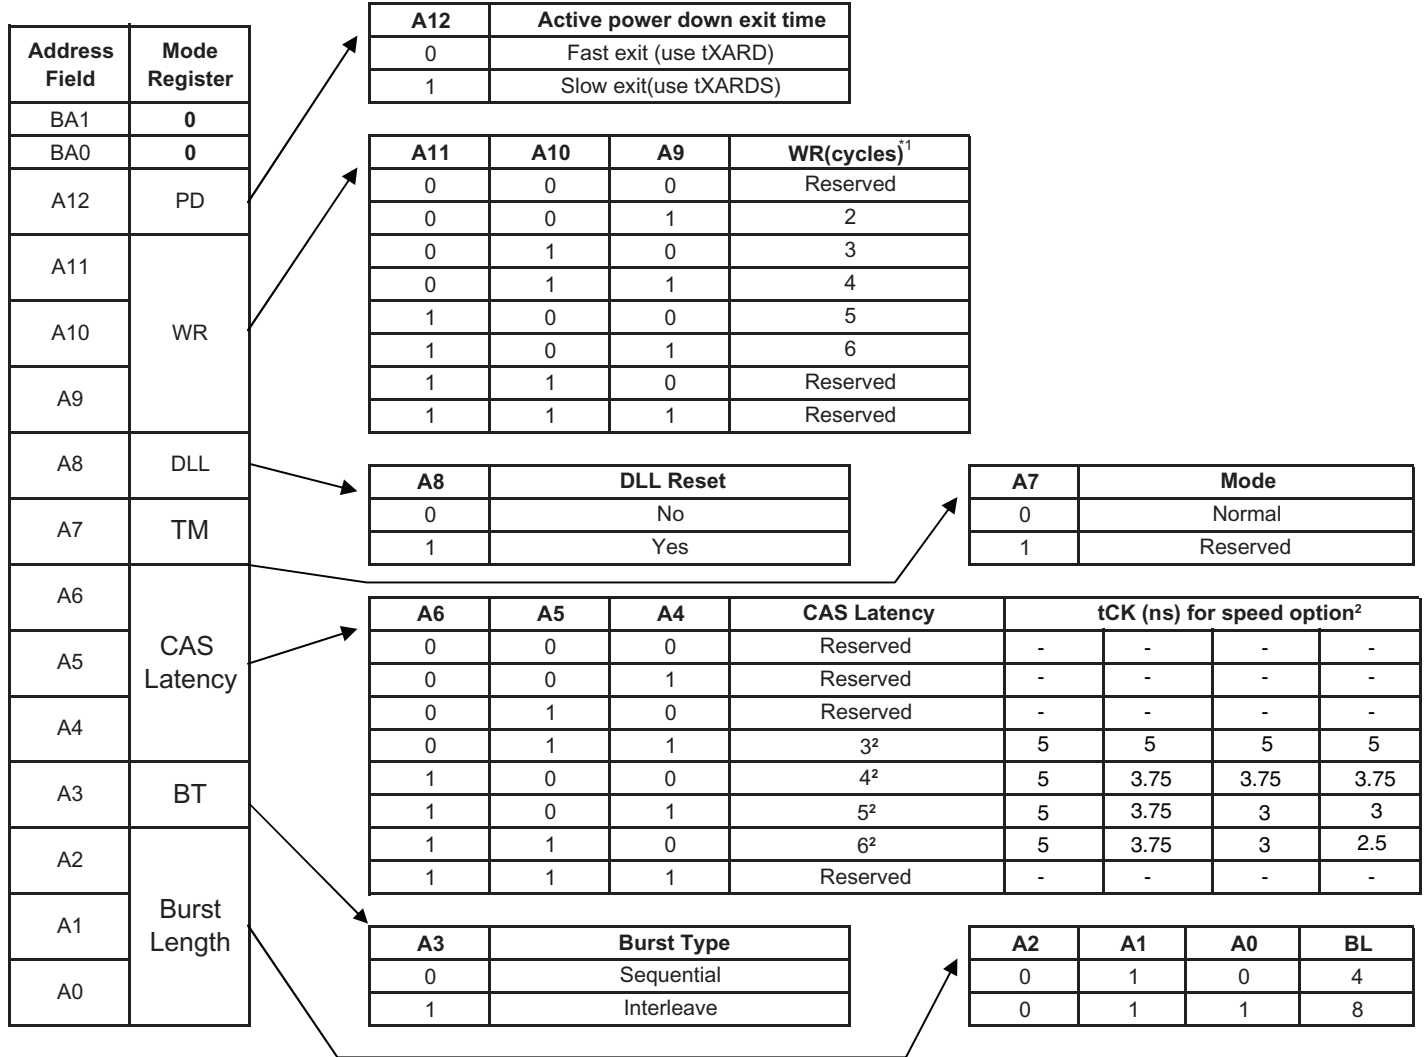 Address Field Mode Register
BA1 0
BA0 0
A12 PD
A11
A10 WR
A9
A8 DLL
A7 TM
A6
A5 CAS Latency
A4
A3 BT
A2
A1 Burst Length
A0
A12 Active power down exit time
0 Fast exit (use tXARD)
1 Slow exit(use tXARDS)
A11 A10 A9 WR(cycles)*1
0 0 0 Reserved
0 0 1 2
0 1 0 3
0 1 1 4
1 0 0 5
1 0 1 6
1 1 0 Reserved
1 1 1 Reserved
A8 DLL Reset
0 No
1 Yes
A7 Mode
0 Normal
1 Reserved
A6 A5 A4 CAS Latency tCK (ns) for speed option²
0 0 0 Reserved - - - -
0 0 1 Reserved - - - -
0 1 0 Reserved - - - -
0 1 1 3² 5 5 5 5
1 0 0 4² 5 3.75 3.75 3.75
1 0 1 5² 5 3.75 3 3
1 1 0 6² 5 3.75 3 2.5
1 1 1 Reserved - - - -
A3 Burst Type
0 Sequential
1 Interleave
A2 A1 A0 BL
0 1 0 4
0 1 1 8